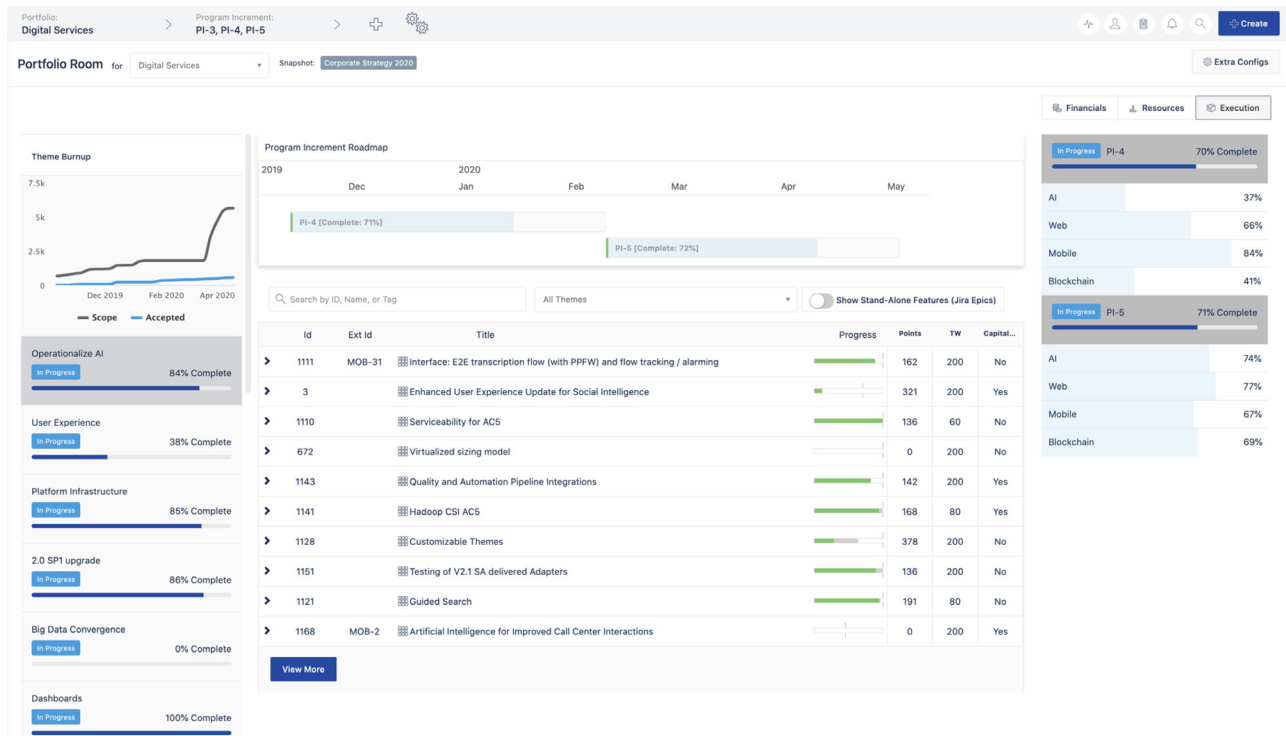 Portfolio:
Digital Services
Program Increment:
PI-3, PI-4, PI-5
Create
Portfolio Room for Digital Services
Snapshot: Corporate Strategy 2020
Extra Configs
Financials
Resources
Execution
Theme Burnup
7.5k
5k
2.5k
0
Dec 2019 Feb 2020 Apr 2020
Scope Accepted
Operationalize AI
In Progress 84% Complete
User Experience
In Progress 38% Complete
Platform Infrastructure
In Progress 85% Complete
2.0 SP1 upgrade
In Progress 86% Complete
Big Data Convergence
In Progress 0% Complete
Dashboards
In Progress 100% Complete
Program Increment Roadmap
2019 2020
Dec Jan Feb Mar Apr May
PI-4 [Complete: 71%]
PI-5 [Complete: 72%]
Search by ID, Name, or Tag
All Themes
Show Stand-Alone Features (Jira Epics)
Id Ext Id Title Progress Points TW Capital...
1111 MOB-31 Interface: E2E transcription flow (with PPFW) and flow tracking / alarming 162 200 No
3 Enhanced User Experience Update for Social Intelligence 321 200 Yes
1110 Serviceability for AC5 136 60 No
672 Virtualized sizing model 0 200 No
1143 Quality and Automation Pipeline Integrations 142 200 Yes
1141 Hadoop CSI AC5 168 80 Yes
1128 Customizable Themes 378 200 No
1151 Testing of V2.1 SA delivered Adapters 136 200 No
1121 Guided Search 191 80 No
1168 MOB-2 Artificial Intelligence for Improved Call Center Interactions 0 200 Yes
View More
In Progress PI-4 70% Complete
AI 37%
Web 66%
Mobile 84%
Blockchain 41%
In Progress PI-5 71% Complete
AI 74%
Web 77%
Mobile 67%
Blockchain 69%